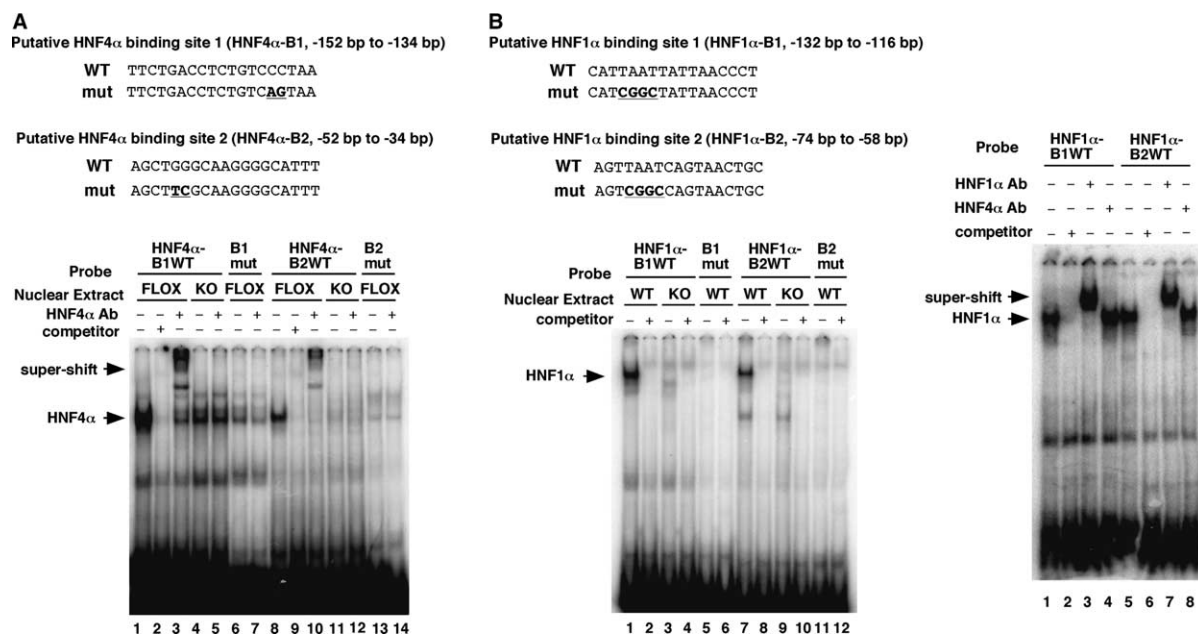 A
Putative HNF4α binding site 1 (HNF4α-B1, -152 bp to -134 bp)
WT TTCTGACCTCTGTCCCTAA
mut TTCTGACCTCTGTCAGTAA
Putative HNF4α binding site 2 (HNF4α-B2, -52 bp to -34 bp)
WT AGCTGGGCAAGGGGCATTT
mut AGCTTCGCAAGGGGCATTT
HNF4α-B1WT B1 mut HNF4α-B2WT B2 mut
Probe
Nuclear Extract FLOX KO FLOX FLOX KO FLOX
HNF4α Ab - - + - + - + - - + - + - +
competitor - + - - - - - - + - - - - -
super-shift
HNF4α
1 2 3 4 5 6 7 8 9 10 11 12 13 14
B
Putative HNF1α binding site 1 (HNF1α-B1, -132 bp to -116 bp)
WT CATTAATTATTAACCCT
mut CATCGGCTATTAACCCT
Putative HNF1α binding site 2 (HNF1α-B2, -74 bp to -58 bp)
WT AGTTAATCAGTAACTGC
mut AGTCGGCCAGTAACTGC
HNF1α-B1WT B1 mut HNF1α-B2WT B2 mut
Probe
Nuclear Extract WT KO WT WT KO WT
competitor - + - + - + - + - + - +
HNF1α
1 2 3 4 5 6 7 8 9 10 11 12
Probe HNF1α-B1WT HNF1α-B2WT
HNF1α Ab - - + - - - + -
HNF4α Ab - - - + - - - +
competitor - + - - - + - -
super-shift
HNF1α
1 2 3 4 5 6 7 8